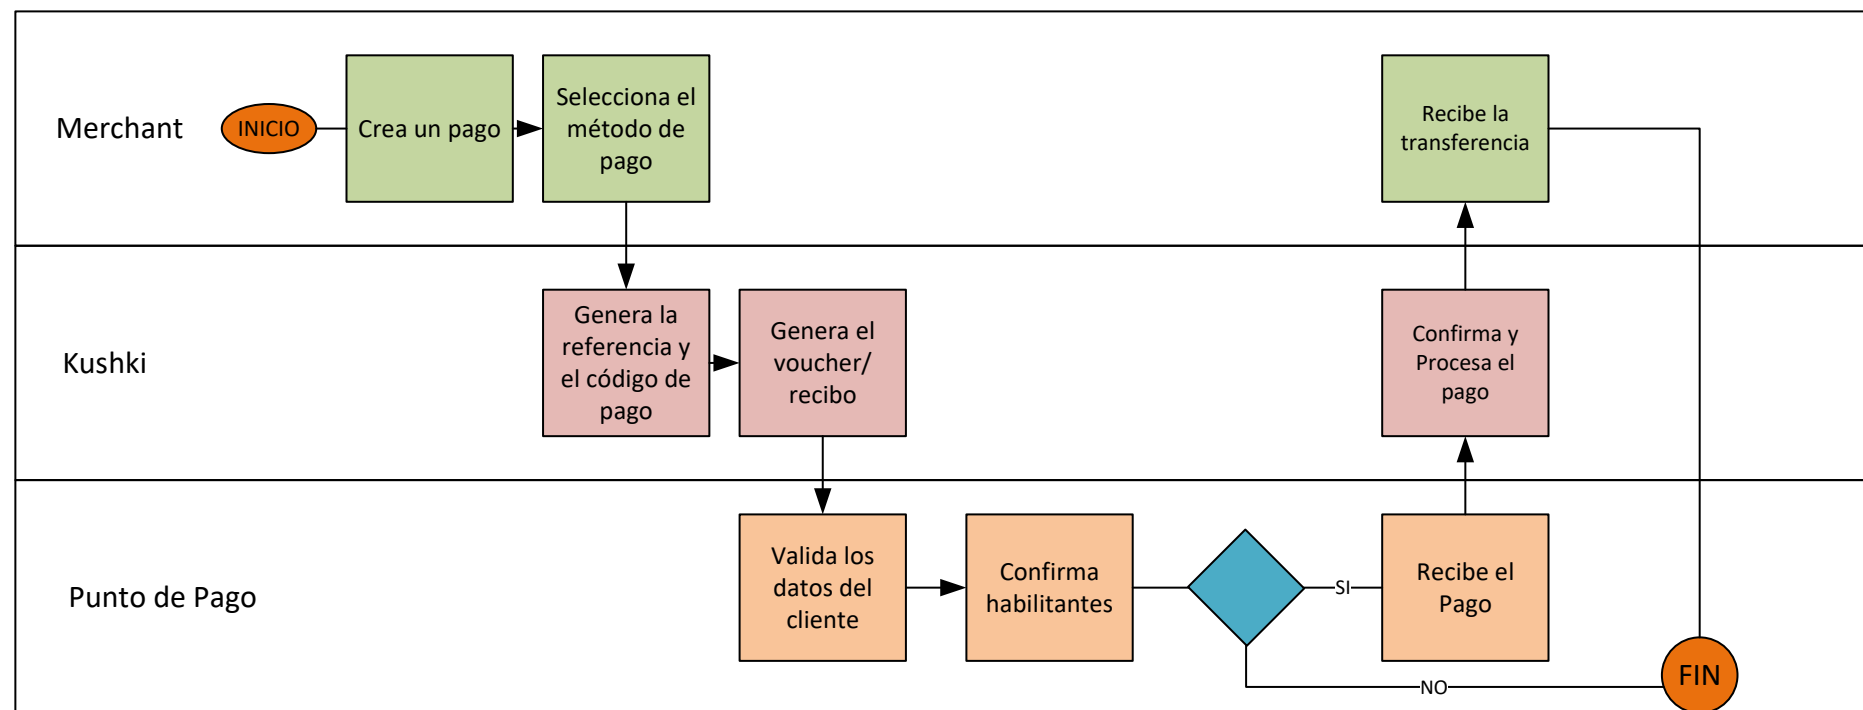 Merchant
INICIO
Crea un pago
Selecciona el
método de
pago
Recibe la
transferencia
Kushki
Genera la
referencia y
el código de
pago
Genera el
voucher/
recibo
Confirma y
Procesa el
pago
Punto de Pago
Valida los
datos del
cliente
Confirma
habilitantes
SI
Recibe el
Pago
NO
FIN